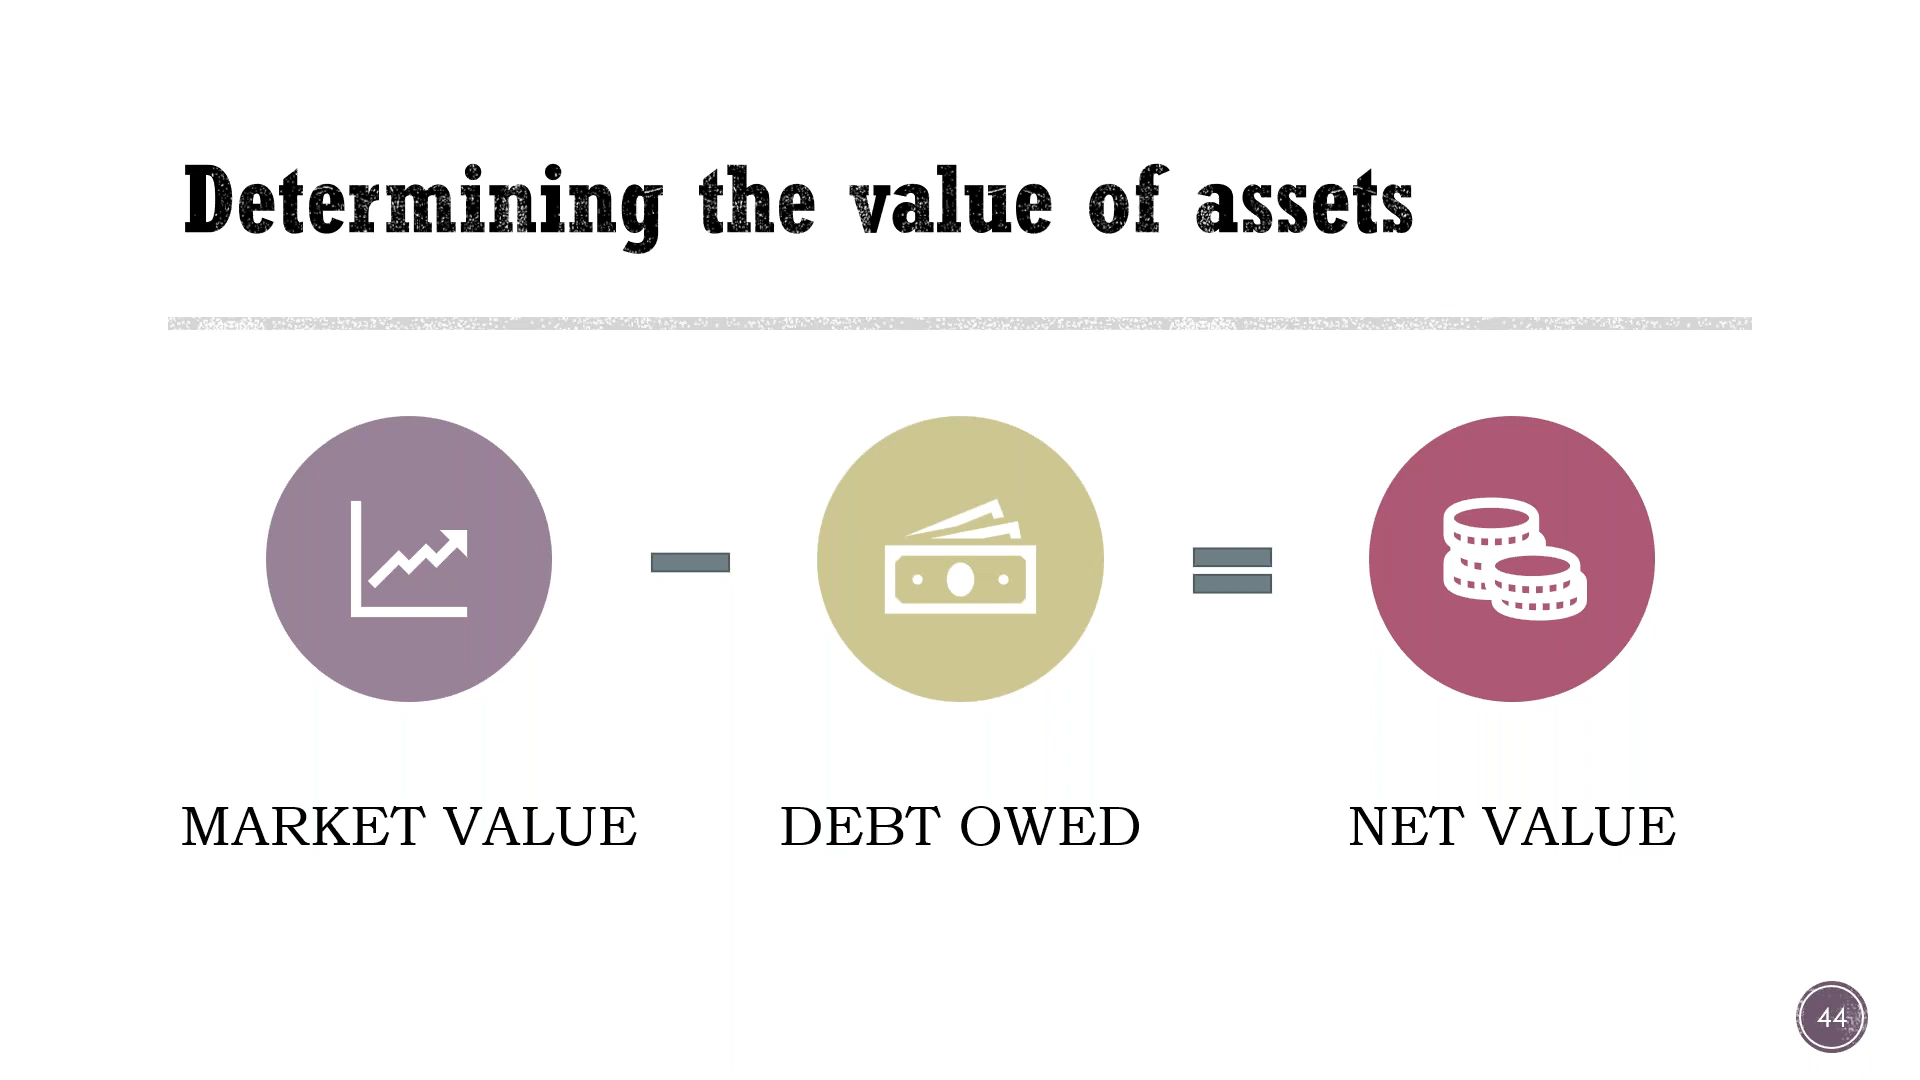 Determining the value of assets
MARKET VALUE
DEBT OWED
NET VALUE
44